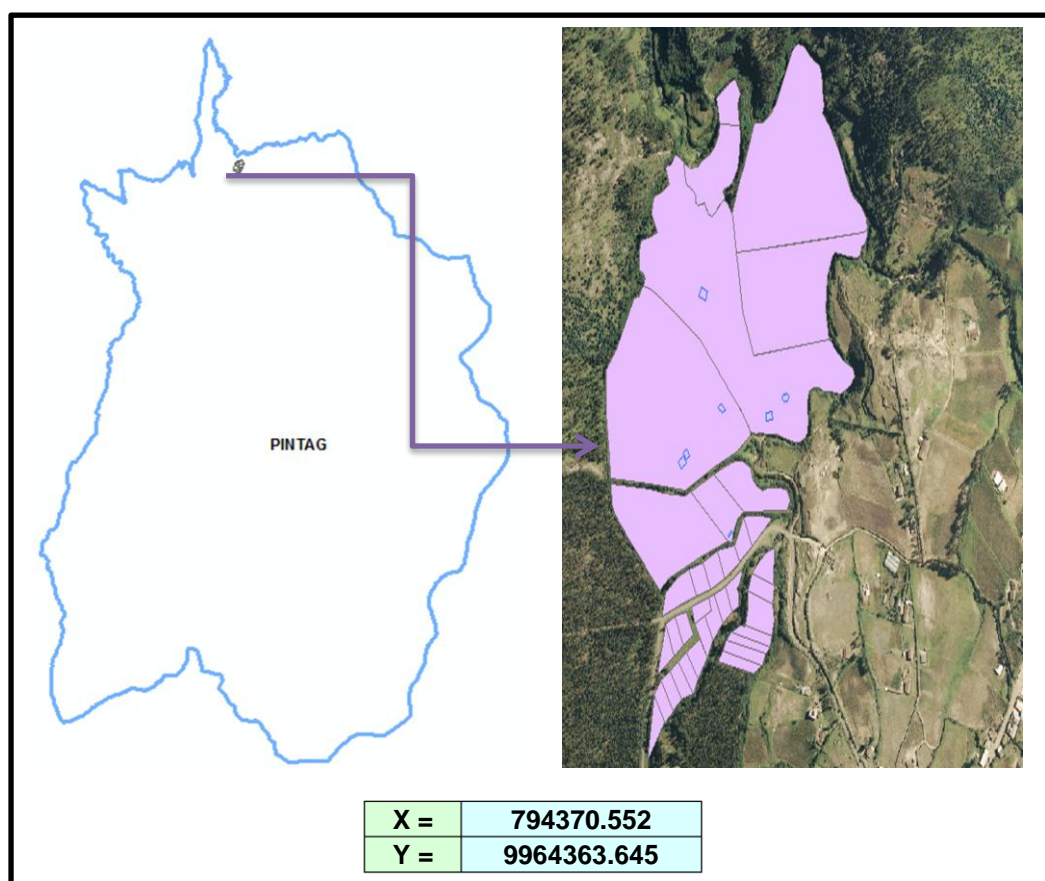 PINTAG
X = 794370.552
Y = 9964363.645